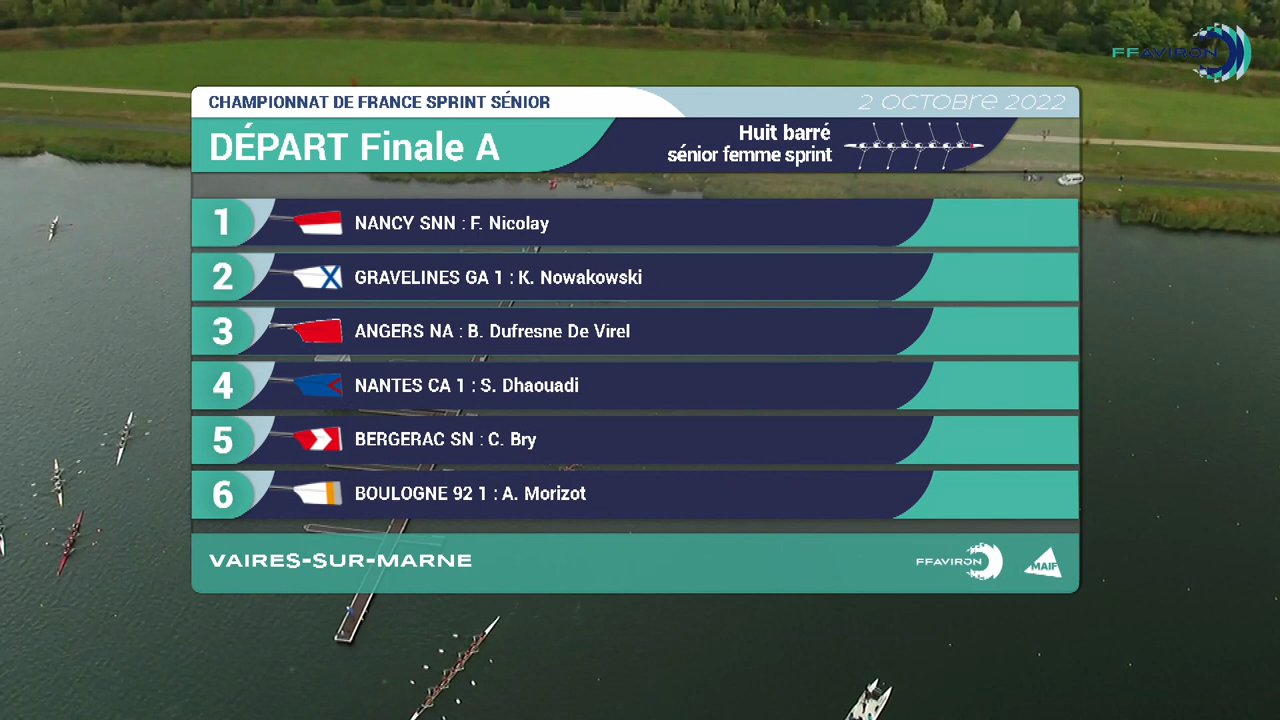 FFAVIRON
CHAMPIONNAT DE FRANCE SPRINT SÉNIOR
2 OCTOBRE 2022
DÉPART Finale A
Huit barré
sénior femme sprint
1 NANCY SNN : F. Nicolay
2 GRAVELINES GA 1 : K. Nowakowski
3 ANGERS NA : B. Dufresne De Virel
4 NANTES CA 1 : S. Dhaouadi
5 BERGERAC SN : C. Bry
6 BOULOGNE 92 1 : A. Morizot
VAIRES-SUR-MARNE
FFAVIRON
MAIF